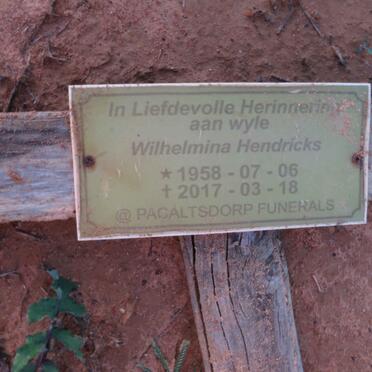 In Liefdevolle Herinnering
aan wyle
Wilhelmina Hendricks
★ 1958 - 07 - 06
✝ 2017 - 03 - 18
@ PACALTSDORP FUNERALS